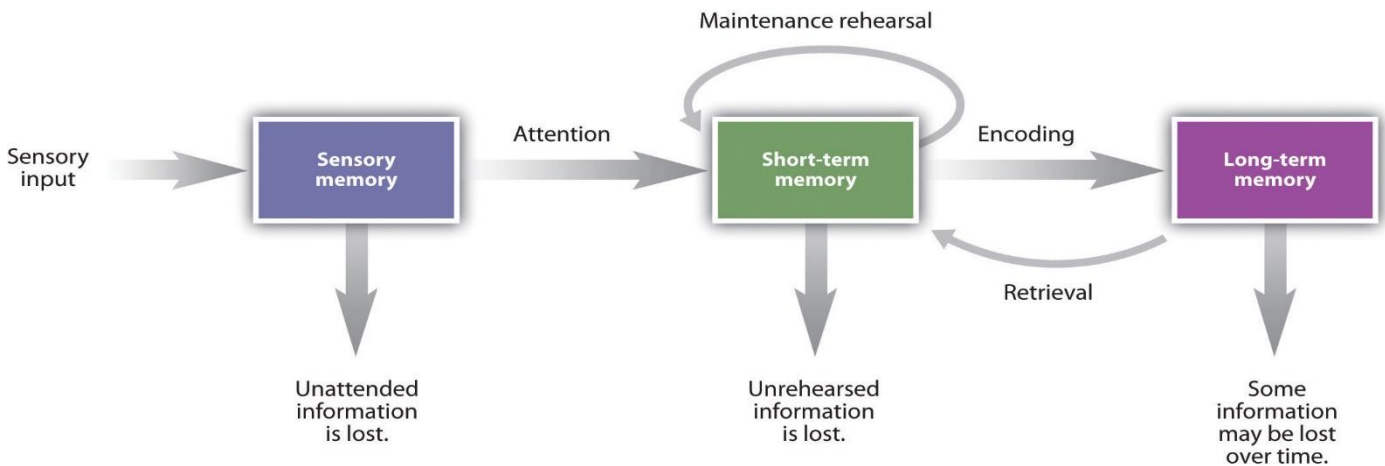 Maintenance rehearsal
Sensory
input
Sensory
memory
Attention
Short-term
memory
Encoding
Long-term
memory
Retrieval
Unattended
information
is lost.
Unrehearsed
information
is lost.
Some
information
may be lost
over time.